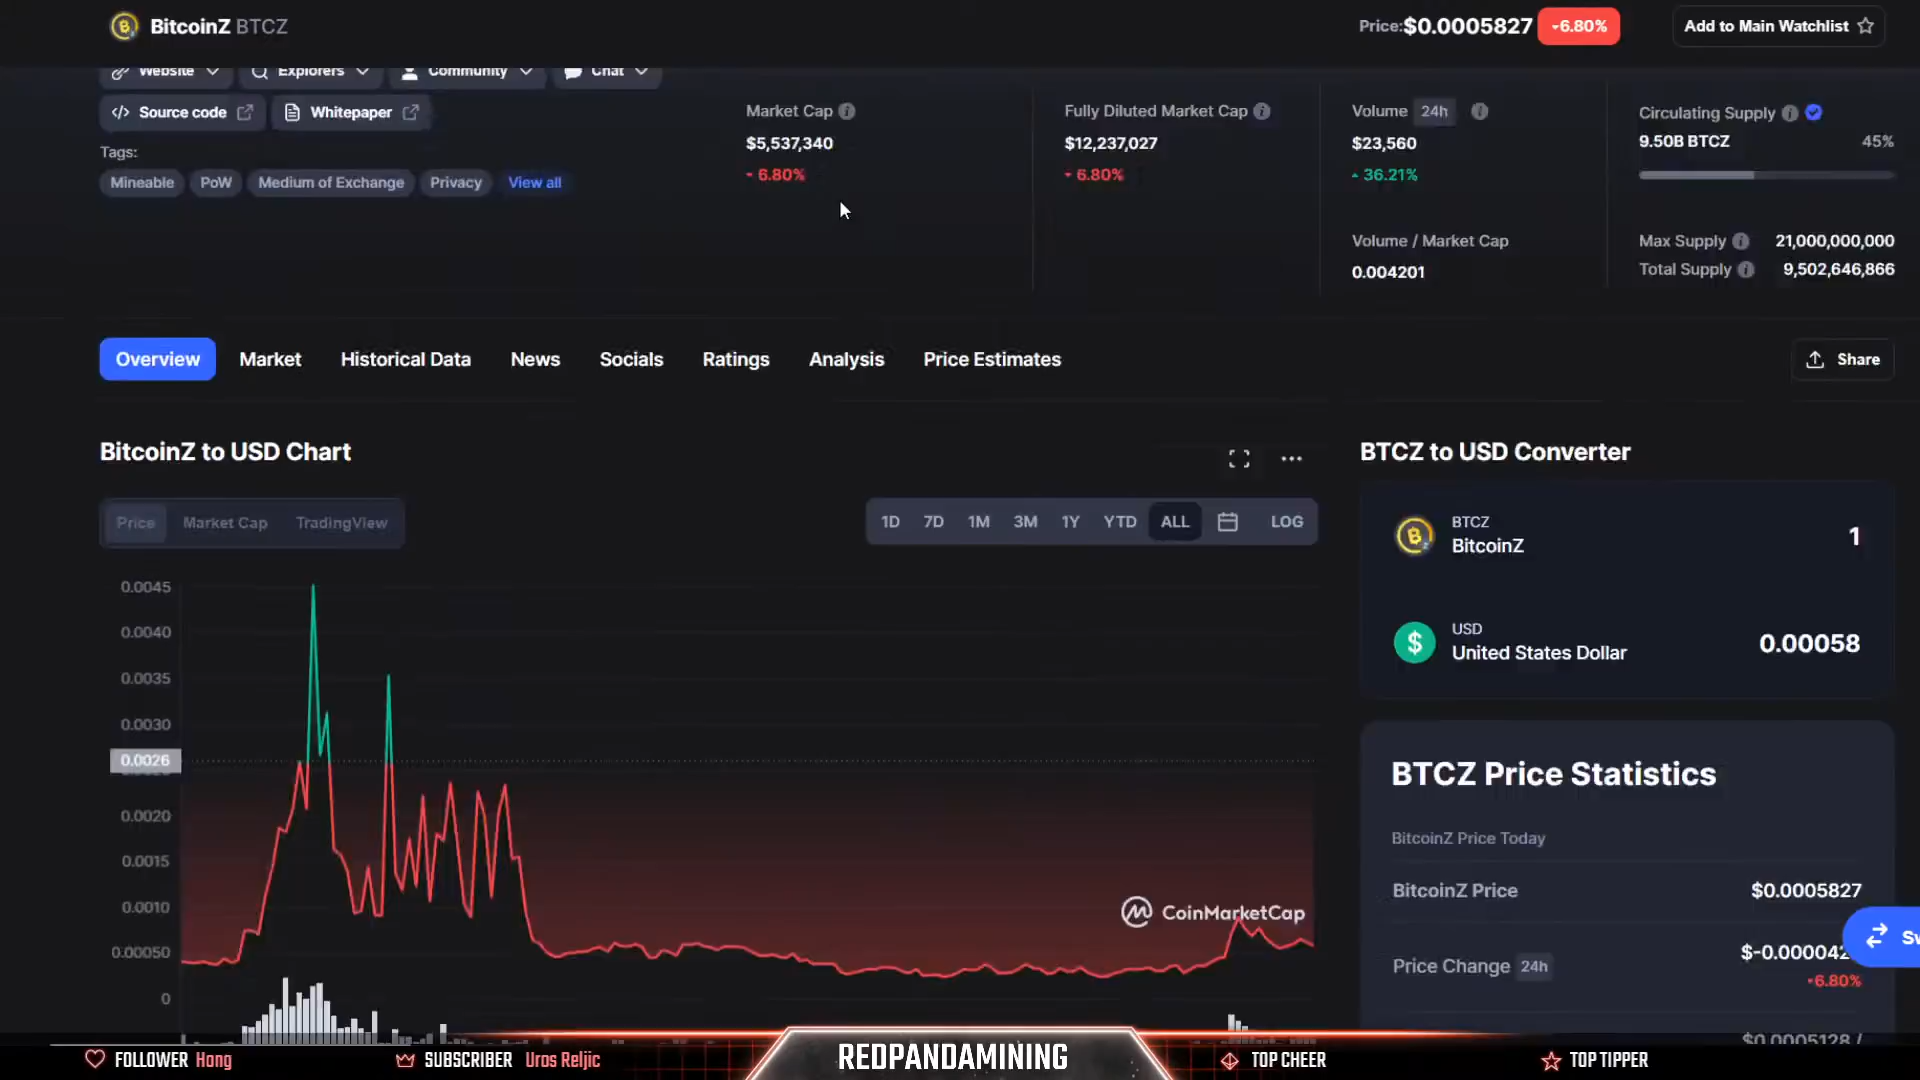 BitcoinZ BTCZ
Price:$0.0005827 -6.80%
Add to Main Watchlist
Website Explorers Community Chat
Source code Whitepaper
Tags:
Mineable PoW Medium of Exchange Privacy View all
Market Cap
$5,537,340
6.80%
Fully Diluted Market Cap
$12,237,027
6.80%
Volume 24h
$23,560
36.21%
Volume / Market Cap
0.004201
Circulating Supply
9.50B BTCZ 45%
Max Supply 21,000,000,000
Total Supply 9,502,646,866
Overview Market Historical Data News Socials Ratings Analysis Price Estimates
Share
BitcoinZ to USD Chart
Price Market Cap TradingView
1D 7D 1M 3M 1Y YTD ALL LOG
0.0045
0.0040
0.0035
0.0030
0.0026
0.0020
0.0015
0.0010
0.00050
0
CoinMarketCap
BTCZ to USD Converter
BTCZ
BitcoinZ
1
USD
United States Dollar
0.00058
BTCZ Price Statistics
BitcoinZ Price Today
BitcoinZ Price $0.0005827
Price Change 24h
$-0.000042
6.80%
$0.0005128 /
FOLLOWER Hong
SUBSCRIBER Uros Reljic
REDPANDAMINING
TOP CHEER
TOP TIPPER